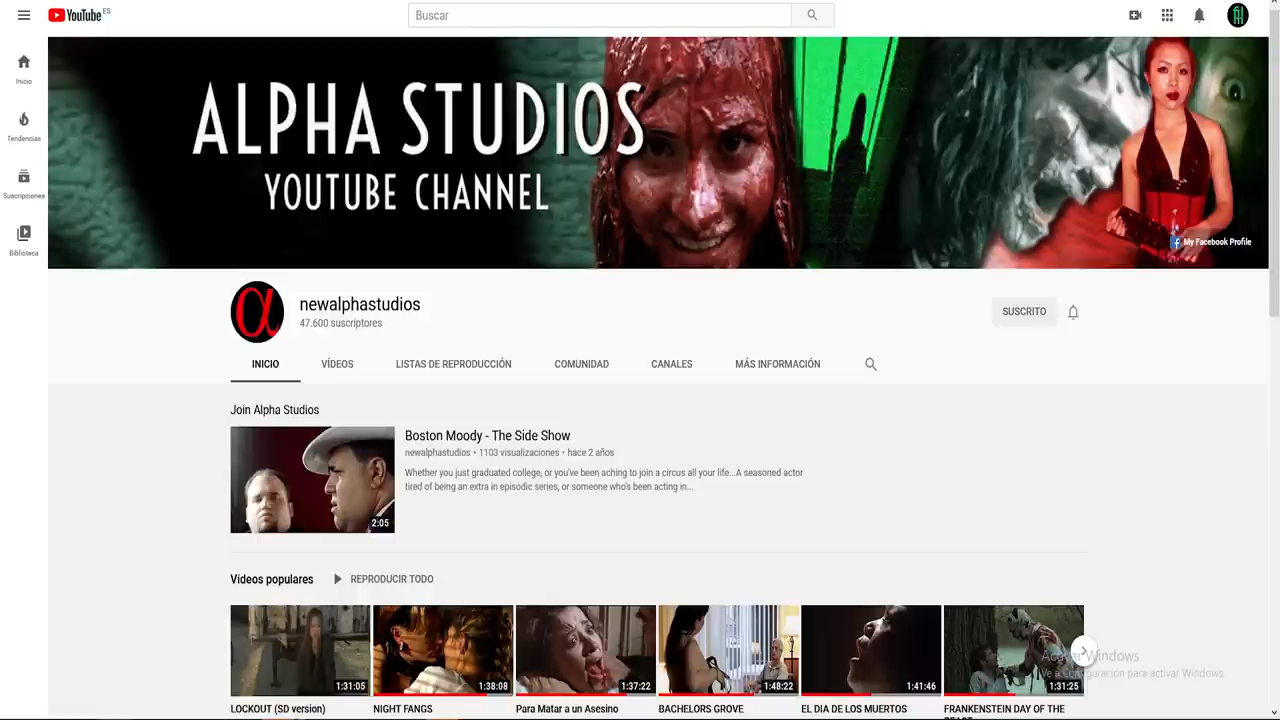 YouTube ES
Buscar
Inicio
Tendencias
Suscripciones
Biblioteca
ALPHA STUDIOS
YOUTUBE CHANNEL
My Facebook Profile
newalphastudios
47.600 suscriptores
SUSCRITO
INICIO VÍDEOS LISTAS DE REPRODUCCIÓN COMUNIDAD CANALES MÁS INFORMACIÓN
Join Alpha Studios
2:05
Boston Moody - The Side Show
newalphastudios • 1103 visualizaciones • hace 2 años
Whether you just graduated college, or you've been aching to join a circus all your life...A seasoned actor
tired of being an extra in episodic series, or someone who's been acting in...
Vídeos populares REPRODUCIR TODO
1:31:05 1:38:08 1:37:22 1:48:22 1:41:46 1:31:25
Activar Windows
Ve a Configuración para activar Windows.
LOCKOUT (SD version) NIGHT FANGS Para Matar a un Asesino BACHELORS GROVE EL DIA DE LOS MUERTOS FRANKENSTEIN DAY OF THE